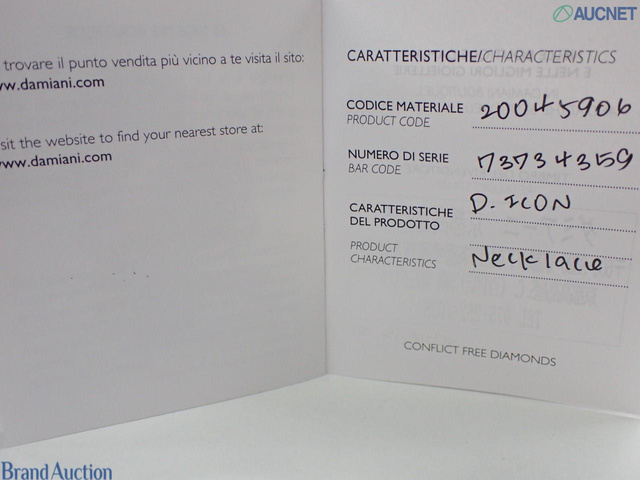 AUCNET
trovare il punto vendita più vicino a te visita il sito:
ww.damiani.com
sit the website to find your nearest store at:
www.damiani.com
CARATTERISTICHE/CHARACTERISTICS
CODICE MATERIALE 20045906
PRODUCT CODE
NUMERO DI SERIE 73734359
BAR CODE
CARATTERISTICHE D.ICON
DEL PRODOTTO
PRODUCT Necklacie
CHARACTERISTICS
CONFLICT FREE DIAMONDS
Brand Auction